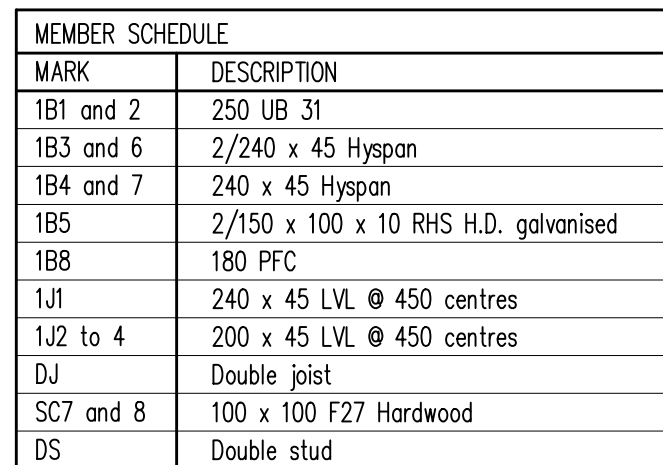 MEMBER SCHEDULE
MARK DESCRIPTION
1B1 and 2 250 UB 31
1B3 and 6 2/240 x 45 Hyspan
1B4 and 7 240 x 45 Hyspan
1B5 2/150 x 100 x 10 RHS H.D. galvanised
1B8 180 PFC
1J1 240 x 45 LVL @ 450 centres
1J2 to 4 200 x 45 LVL @ 450 centres
DJ Double joist
SC7 and 8 100 x 100 F27 Hardwood
DS Double stud